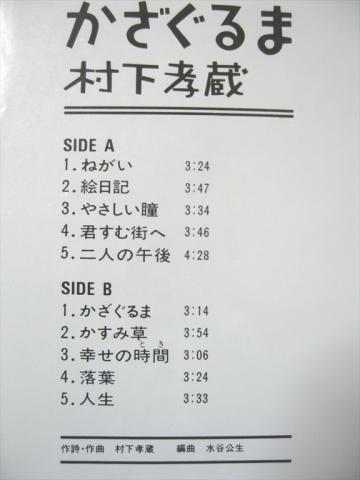 かざぐるま
村下孝蔵
SIDE A
1.ねがい 3:24
2.絵日記 3:47
3.やさしい瞳 3:34
4.君すむ街へ 3:46
5.二人の午後 4:28
SIDE B
1.かざぐるま 3:14
2.かすみ草 3:54
とき
3.幸せの時間 3:06
4.落葉 3:24
5.人生 3:33
作詩・作曲 村下孝蔵 編曲 水谷公生